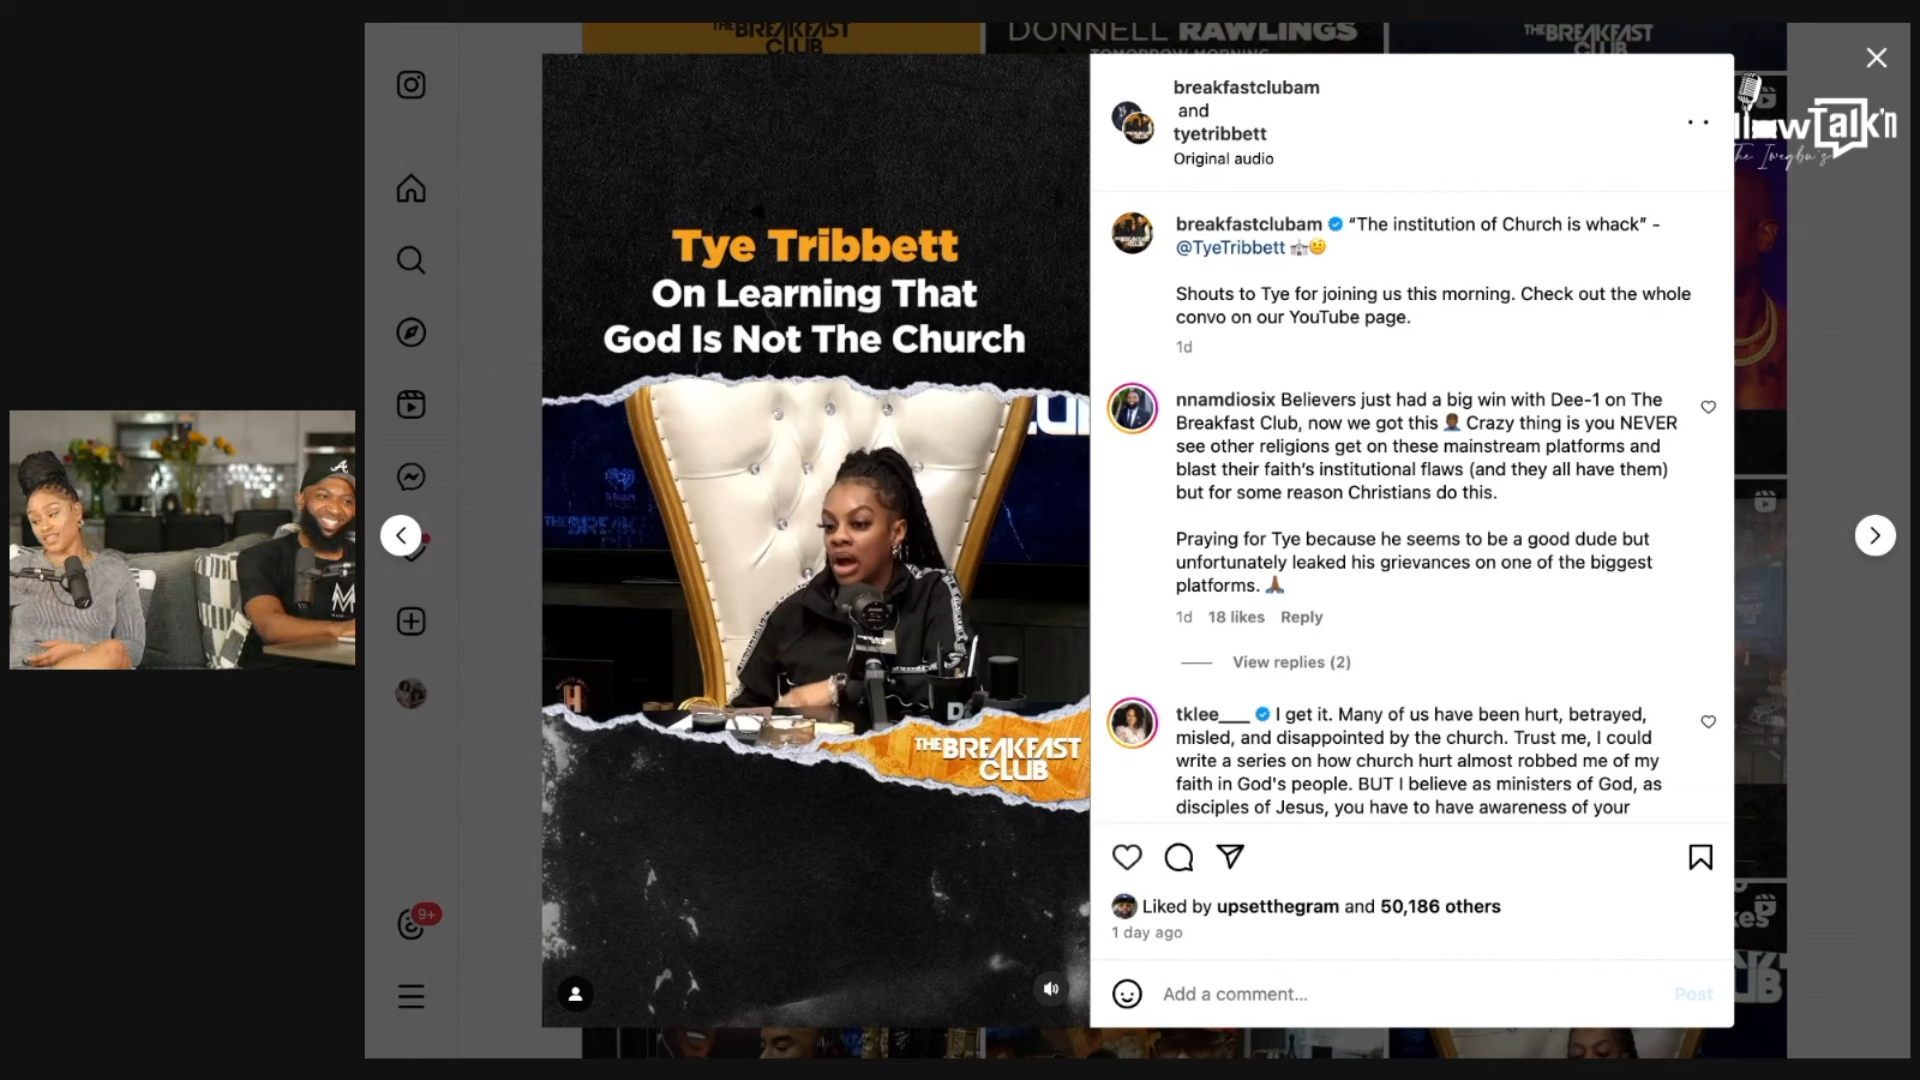 THE BREAKFAST
CLUB
DONNELL RAWLINGS
TOMORROW MORNING
THE BREAKFAST
CLUB
Tye Tribbett
On Learning That
God Is Not The Church
THE BREAKFAST
CLUB
breakfastclubam
and
tyetribbett
Original audio
Talk'n
The Iwegbu's
breakfastclubam “The institution of Church is whack” -
@TyeTribbett ⛪🤕
Shouts to Tye for joining us this morning. Check out the whole
convo on our YouTube page.
1d
nnamdiosix Believers just had a big win with Dee-1 on The
Breakfast Club, now we got this 🤦🏾‍♂️ Crazy thing is you NEVER
see other religions get on these mainstream platforms and
blast their faith’s institutional flaws (and they all have them)
but for some reason Christians do this.
Praying for Tye because he seems to be a good dude but
unfortunately leaked his grievances on one of the biggest
platforms. 🙏🏾
1d 18 likes Reply
View replies (2)
tklee___ I get it. Many of us have been hurt, betrayed,
misled, and disappointed by the church. Trust me, I could
write a series on how church hurt almost robbed me of my
faith in God's people. BUT I believe as ministers of God, as
disciples of Jesus, you have to have awareness of your
Liked by upsetthegram and 50,186 others
1 day ago
Add a comment...
Post
9+